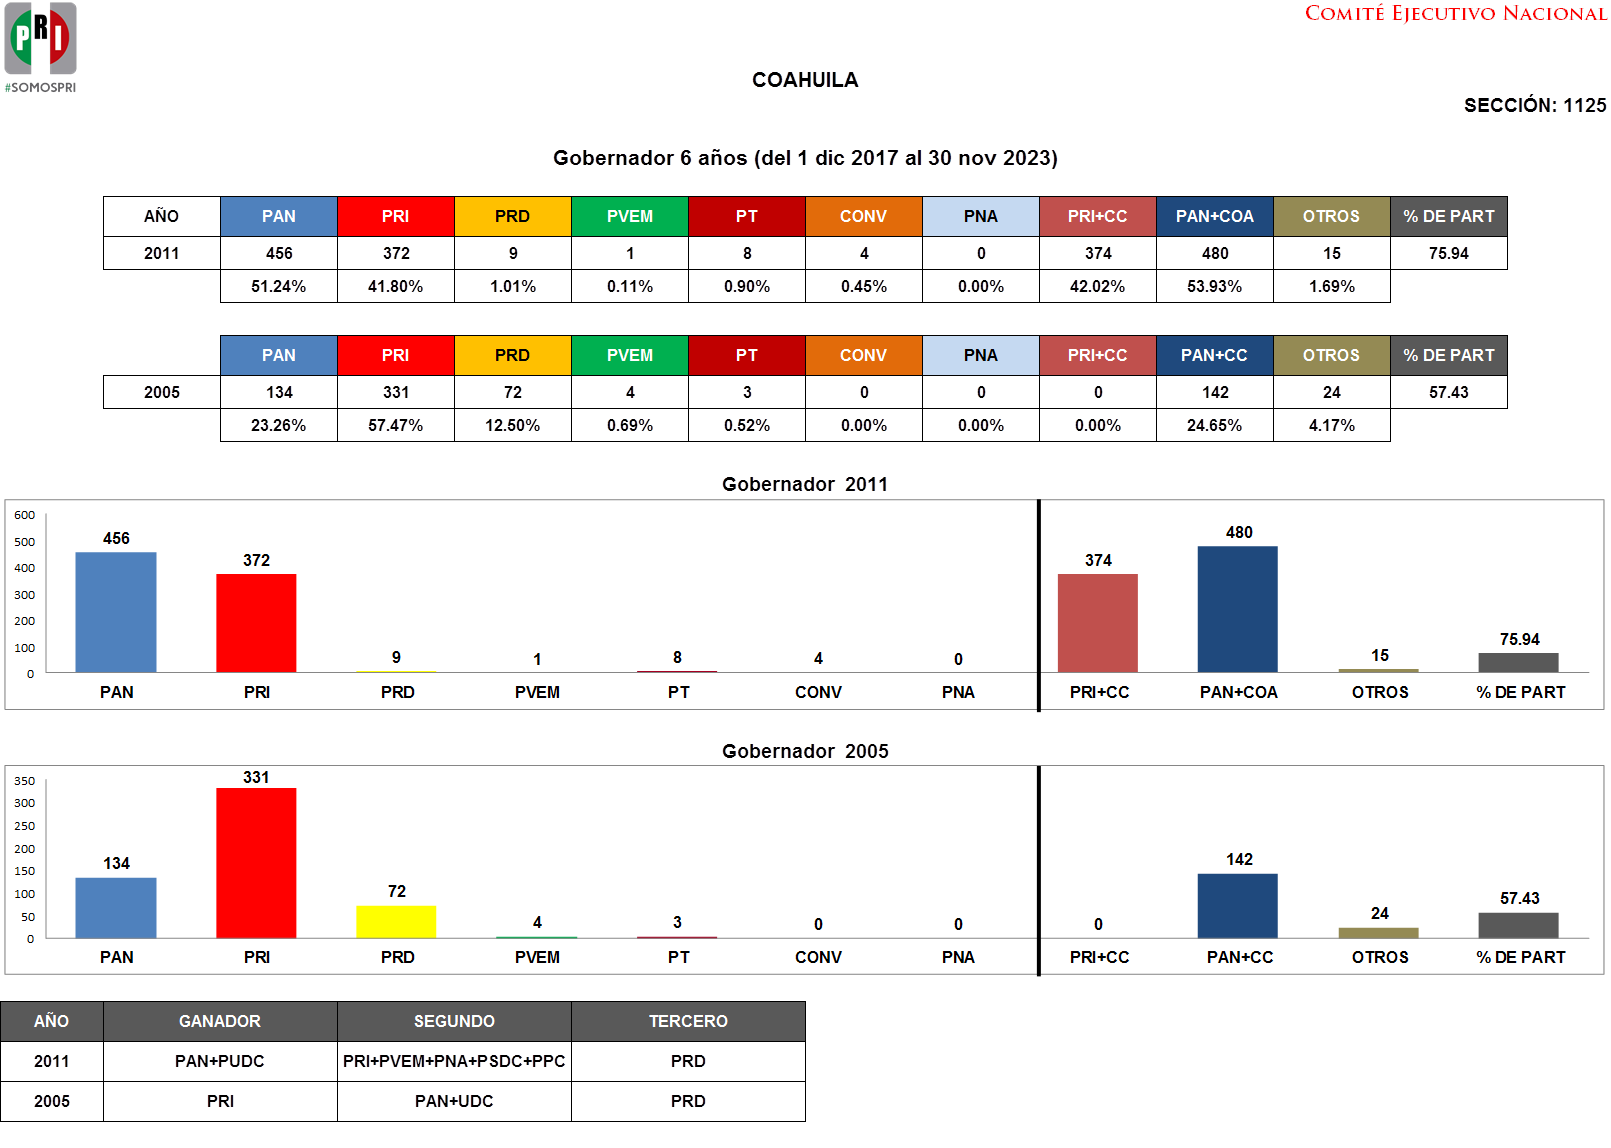 PRI
#SOMOSPRI
COMITÉ EJECUTIVO NACIONAL
COAHUILA
SECCIÓN: 1125
Gobernador 6 años (del 1 dic 2017 al 30 nov 2023)
AÑO PAN PRI PRD PVEM PT CONV PNA PRI+CC PAN+COA OTROS % DE PART
2011 456 372 9 1 8 4 0 374 480 15 75.94
51.24% 41.80% 1.01% 0.11% 0.90% 0.45% 0.00% 42.02% 53.93% 1.69%
PAN PRI PRD PVEM PT CONV PNA PRI+CC PAN+CC OTROS % DE PART
2005 134 331 72 4 3 0 0 0 142 24 57.43
23.26% 57.47% 12.50% 0.69% 0.52% 0.00% 0.00% 0.00% 24.65% 4.17%
Gobernador 2011
600
500
400
300
200
100
0
456 372 9 1 8 4 0 374 480 15 75.94
PAN PRI PRD PVEM PT CONV PNA PRI+CC PAN+COA OTROS % DE PART
Gobernador 2005
350
300
250
200
150
100
50
0
134 331 72 4 3 0 0 0 142 24 57.43
PAN PRI PRD PVEM PT CONV PNA PRI+CC PAN+CC OTROS % DE PART
AÑO GANADOR SEGUNDO TERCERO
2011 PAN+PUDC PRI+PVEM+PNA+PSDC+PPC PRD
2005 PRI PAN+UDC PRD